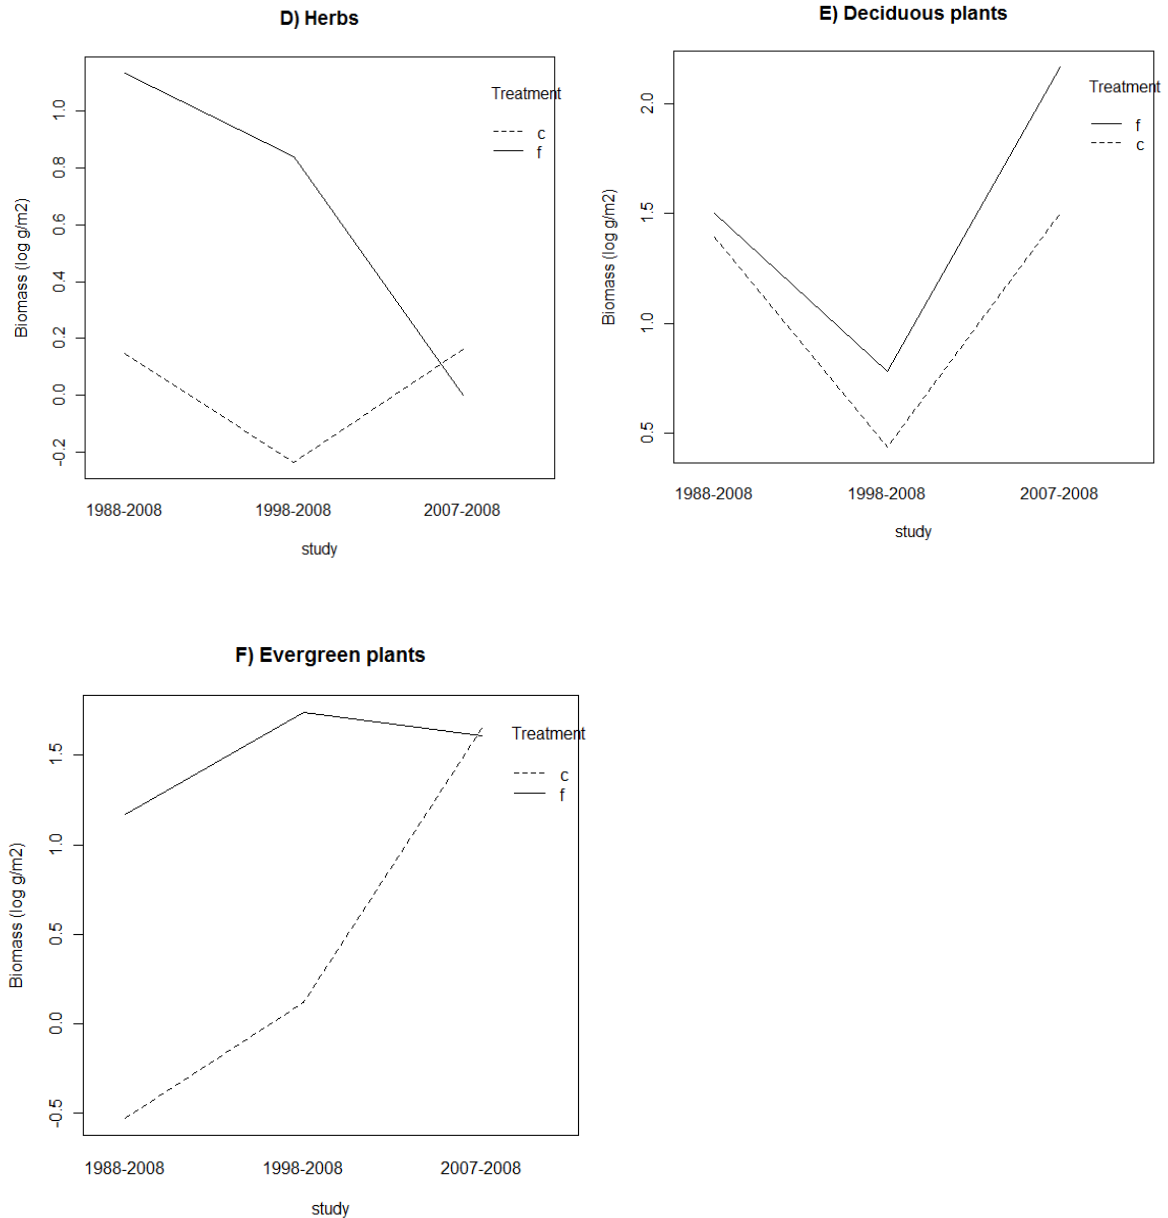 D) Herbs
Treatment
c
f
Biomass (log g/m2)
1.0
0.8
0.6
0.4
0.2
0.0
-0.2
1988-2008 1998-2008 2007-2008
study
E) Deciduous plants
Treatment
f
c
Biomass (log g/m2)
2.0
1.5
1.0
0.5
1988-2008 1998-2008 2007-2008
study
F) Evergreen plants
Treatment
c
f
Biomass (log g/m2)
1.5
1.0
0.5
0.0
-0.5
1988-2008 1998-2008 2007-2008
study